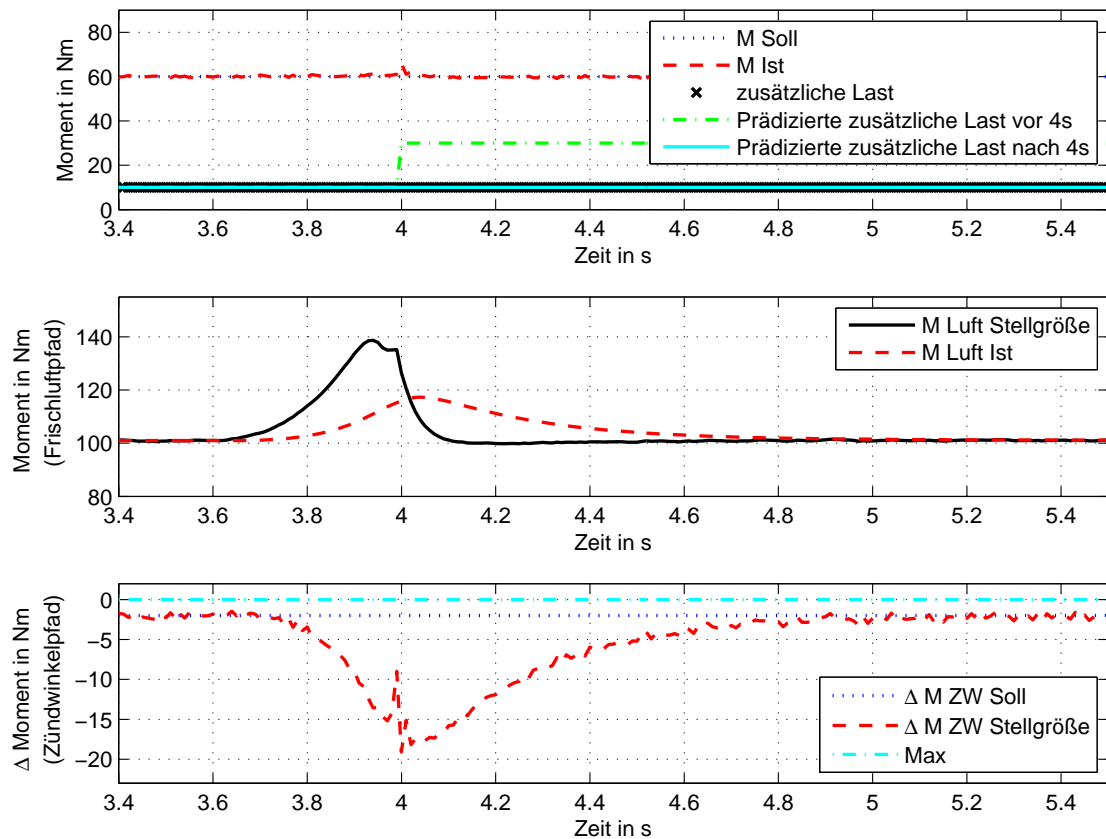 80
60
40
20
0
Moment in Nm
M Soll
M Ist
zusätzliche Last
Prädizierte zusätzliche Last vor 4s
Prädizierte zusätzliche Last nach 4s
3.4 3.6 3.8 4 4.2 4.4 4.6 4.8 5 5.2 5.4
Zeit in s
140
120
100
80
Moment in Nm
(Frischluftpfad)
M Luft Stellgröße
M Luft Ist
3.4 3.6 3.8 4 4.2 4.4 4.6 4.8 5 5.2 5.4
Zeit in s
0
−5
−10
−15
−20
Δ Moment in Nm
(Zündwinkelpfad)
Δ M ZW Soll
Δ M ZW Stellgröße
Max
3.4 3.6 3.8 4 4.2 4.4 4.6 4.8 5 5.2 5.4
Zeit in s